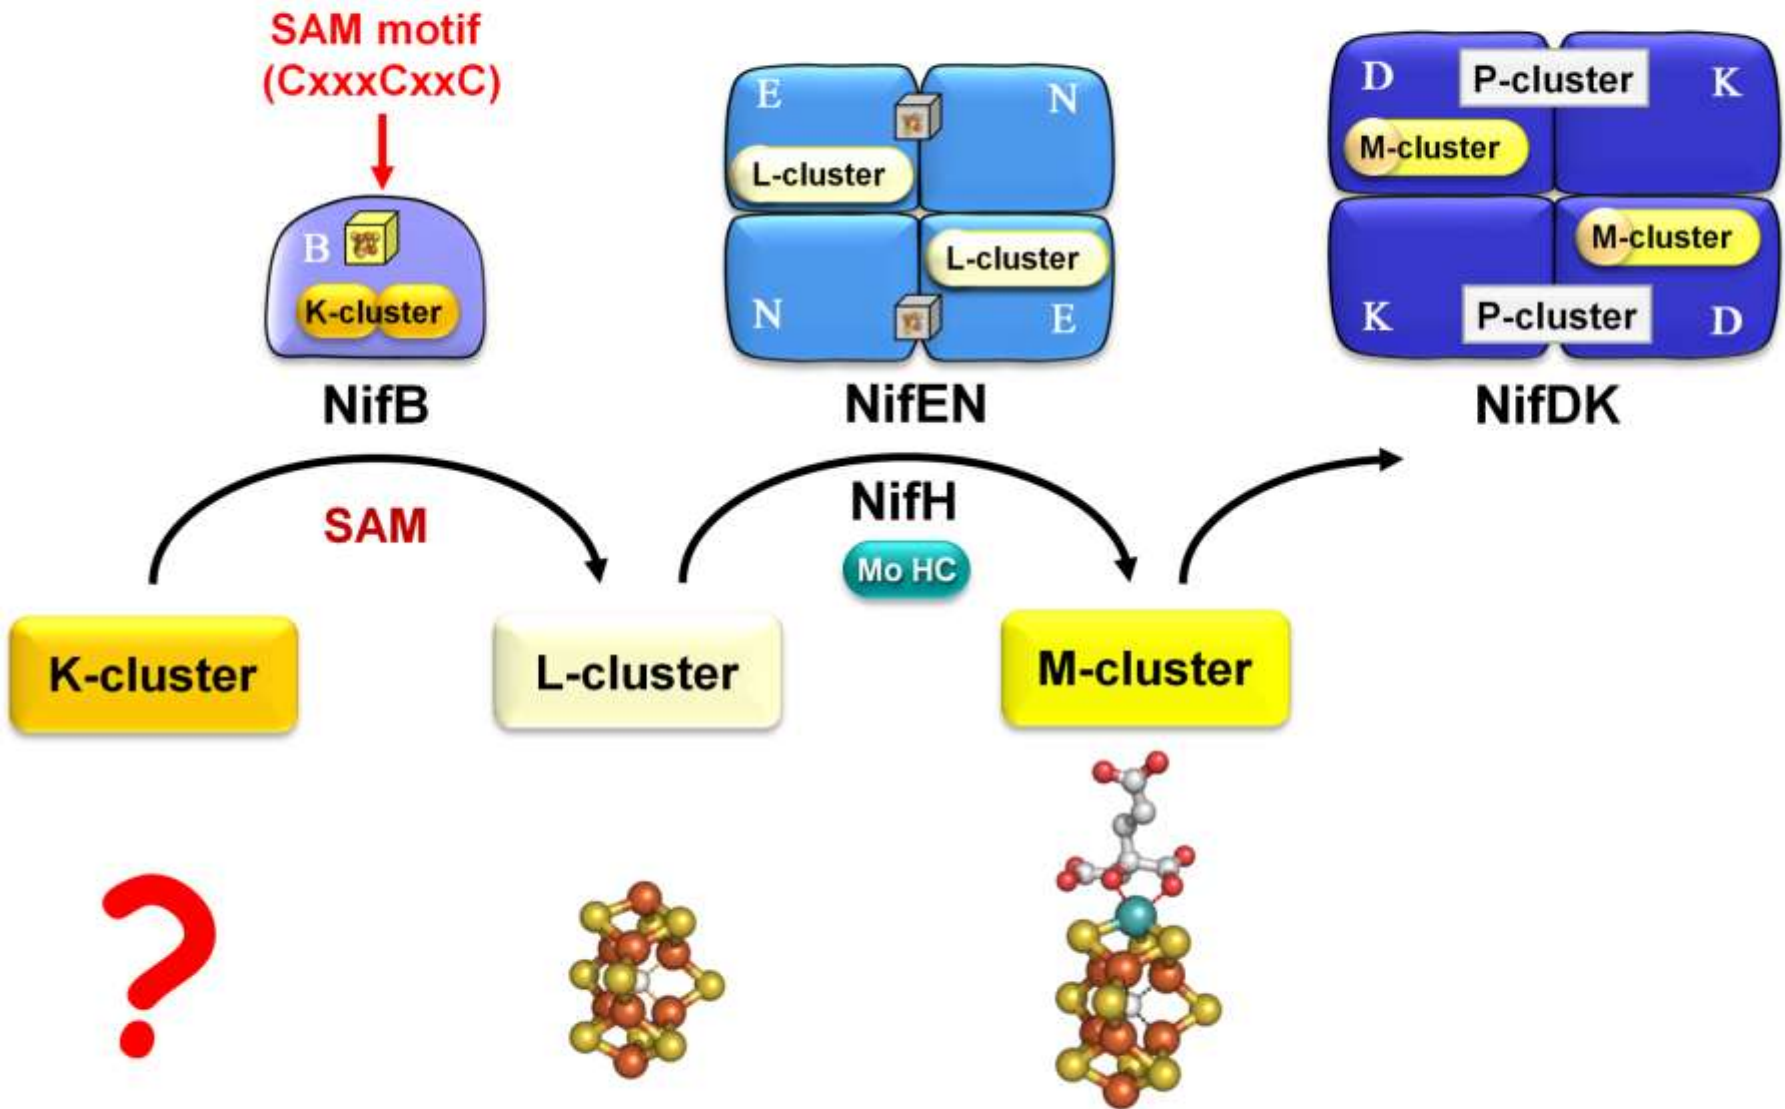 SAM motif
(CxxxCxxC)
B
K-cluster
NifB
SAM
E
N
L-cluster
L-cluster
N
E
NifEN
NifH
Mo HC
D
P-cluster
K
M-cluster
M-cluster
K
P-cluster
D
NifDK
K-cluster
L-cluster
M-cluster
?